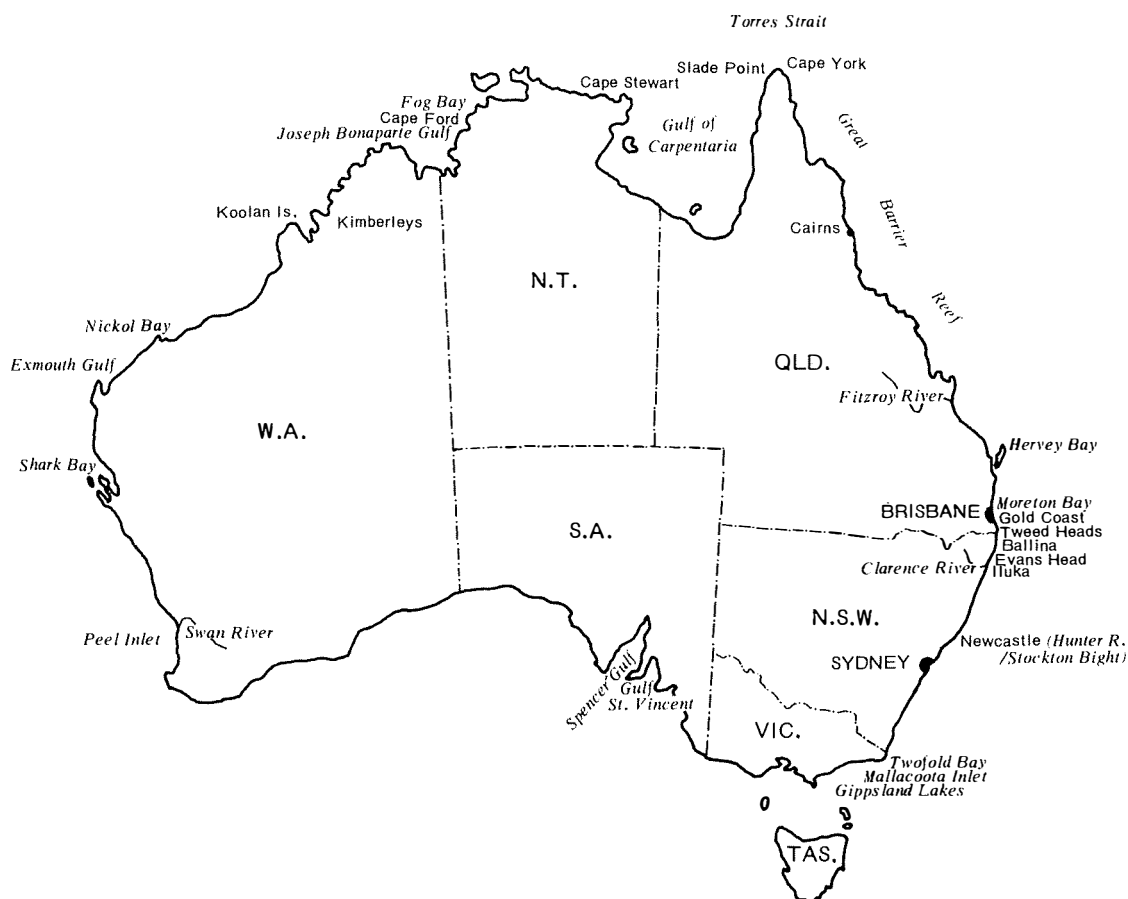 Torres Strait
Slade Point
Cape York
Cape Stewart
Fog Bay
Cape Ford
Joseph Bonaparte Gulf
Gulf of
Carpentaria
Great
Barrier
Reef
Koolan Is.
Kimberleys
Cairns
N.T.
Nickol Bay
Exmouth Gulf
QLD.
Fitzroy River
W.A.
Hervey Bay
Shark Bay
BRISBANE
Moreton Bay
Gold Coast
S.A.
Tweed Heads
Ballina
Evans Head
Clarence River
Iluka
N.S.W.
Peel Inlet
Swan River
Newcastle (Hunter R.
/Stockton Bight)
SYDNEY
Spencer Gulf
Gulf
St. Vincent
VIC.
Twofold Bay
Mallacoota Inlet
Gippsland Lakes
TAS.